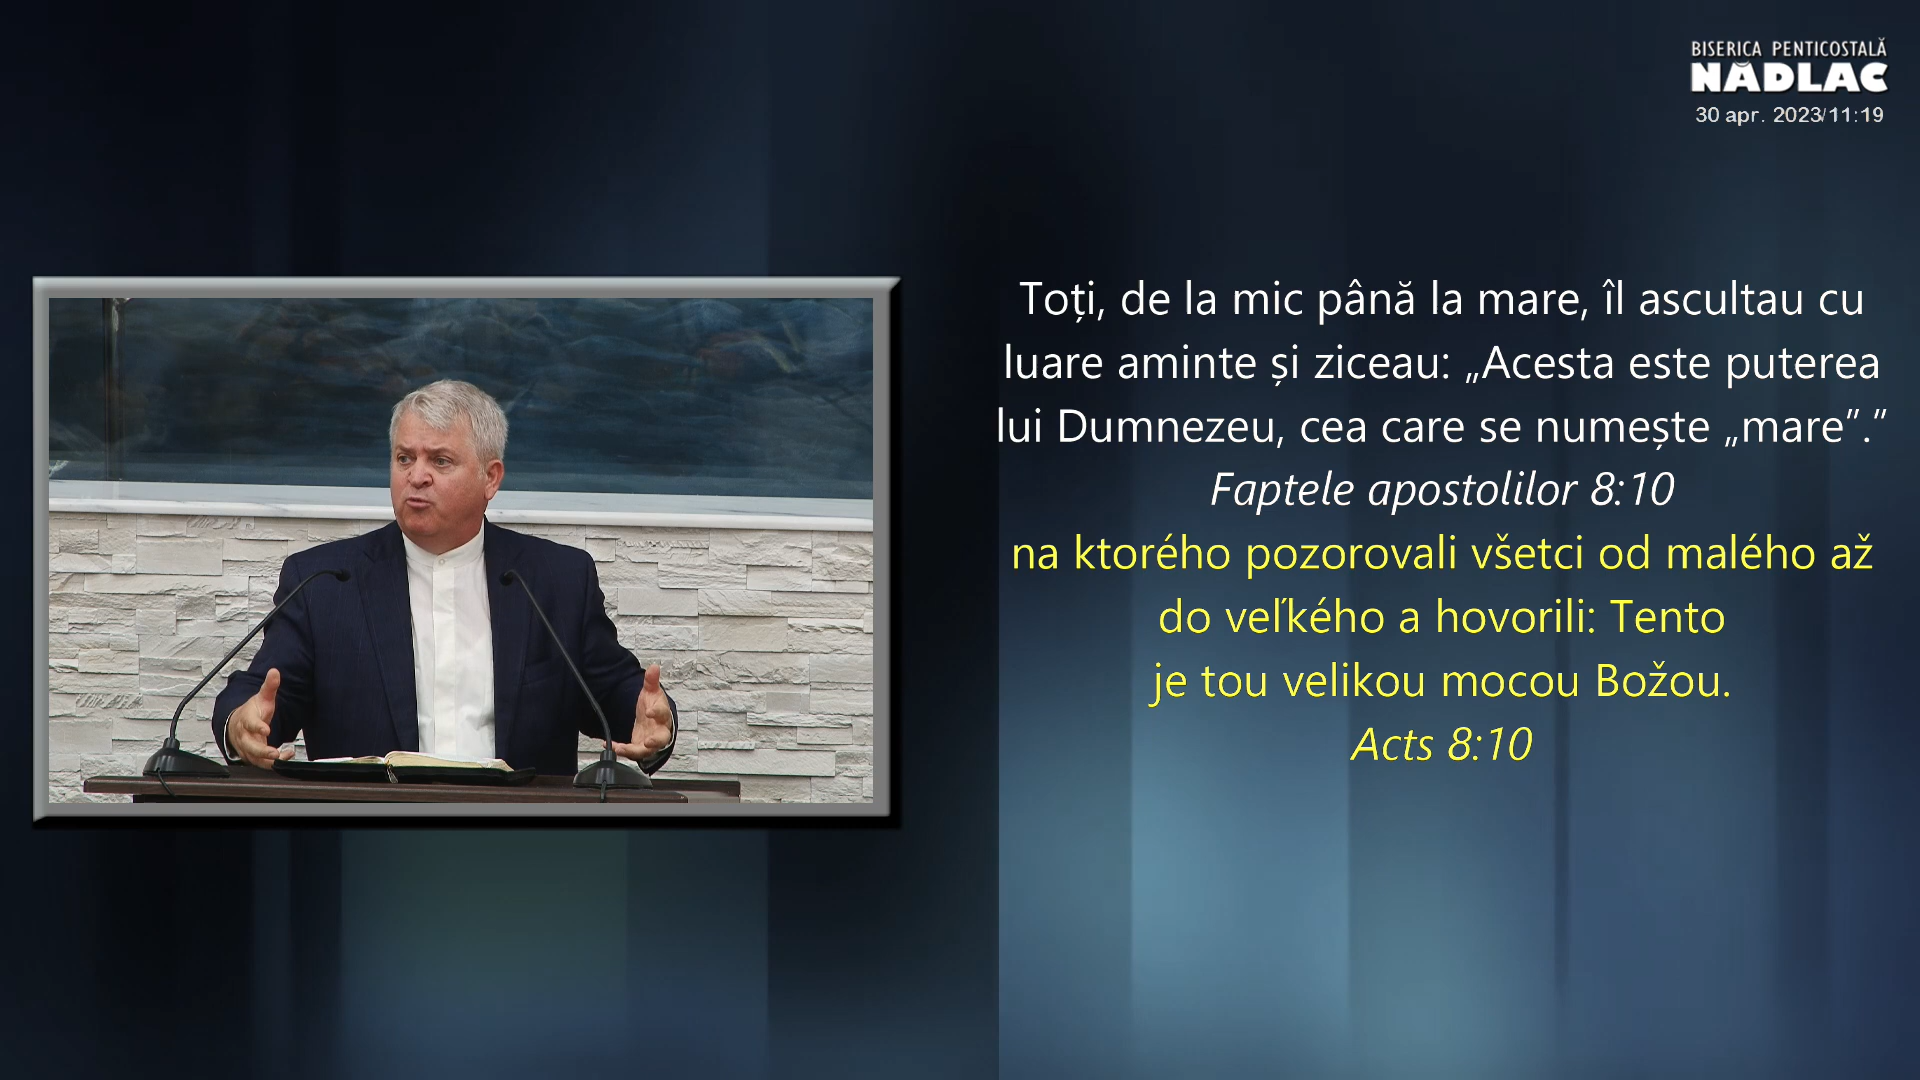 BISERICA PENTICOSTALĂ
NĂDLAC
30 apr. 2023/11:19
Toți, de la mic până la mare, îl ascultau cu
luare aminte și ziceau: „Acesta este puterea
lui Dumnezeu, cea care se numește „mare”.”
Faptele apostolilor 8:10
na ktorého pozorovali všetci od malého až
do veľkého a hovorili: Tento
je tou velikou mocou Božou.
Acts 8:10